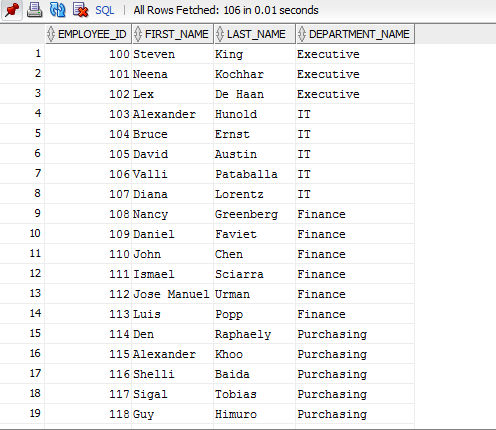 SQL | All Rows Fetched: 106 in 0.01 seconds
EMPLOYEE_ID FIRST_NAME LAST_NAME DEPARTMENT_NAME
1 100 Steven King Executive
2 101 Neena Kochhar Executive
3 102 Lex De Haan Executive
4 103 Alexander Hunold IT
5 104 Bruce Ernst IT
6 105 David Austin IT
7 106 Valli Pataballa IT
8 107 Diana Lorentz IT
9 108 Nancy Greenberg Finance
10 109 Daniel Faviet Finance
11 110 John Chen Finance
12 111 Ismael Sciarra Finance
13 112 Jose Manuel Urman Finance
14 113 Luis Popp Finance
15 114 Den Raphaely Purchasing
16 115 Alexander Khoo Purchasing
17 116 Shelli Baida Purchasing
18 117 Sigal Tobias Purchasing
19 118 Guy Himuro Purchasing